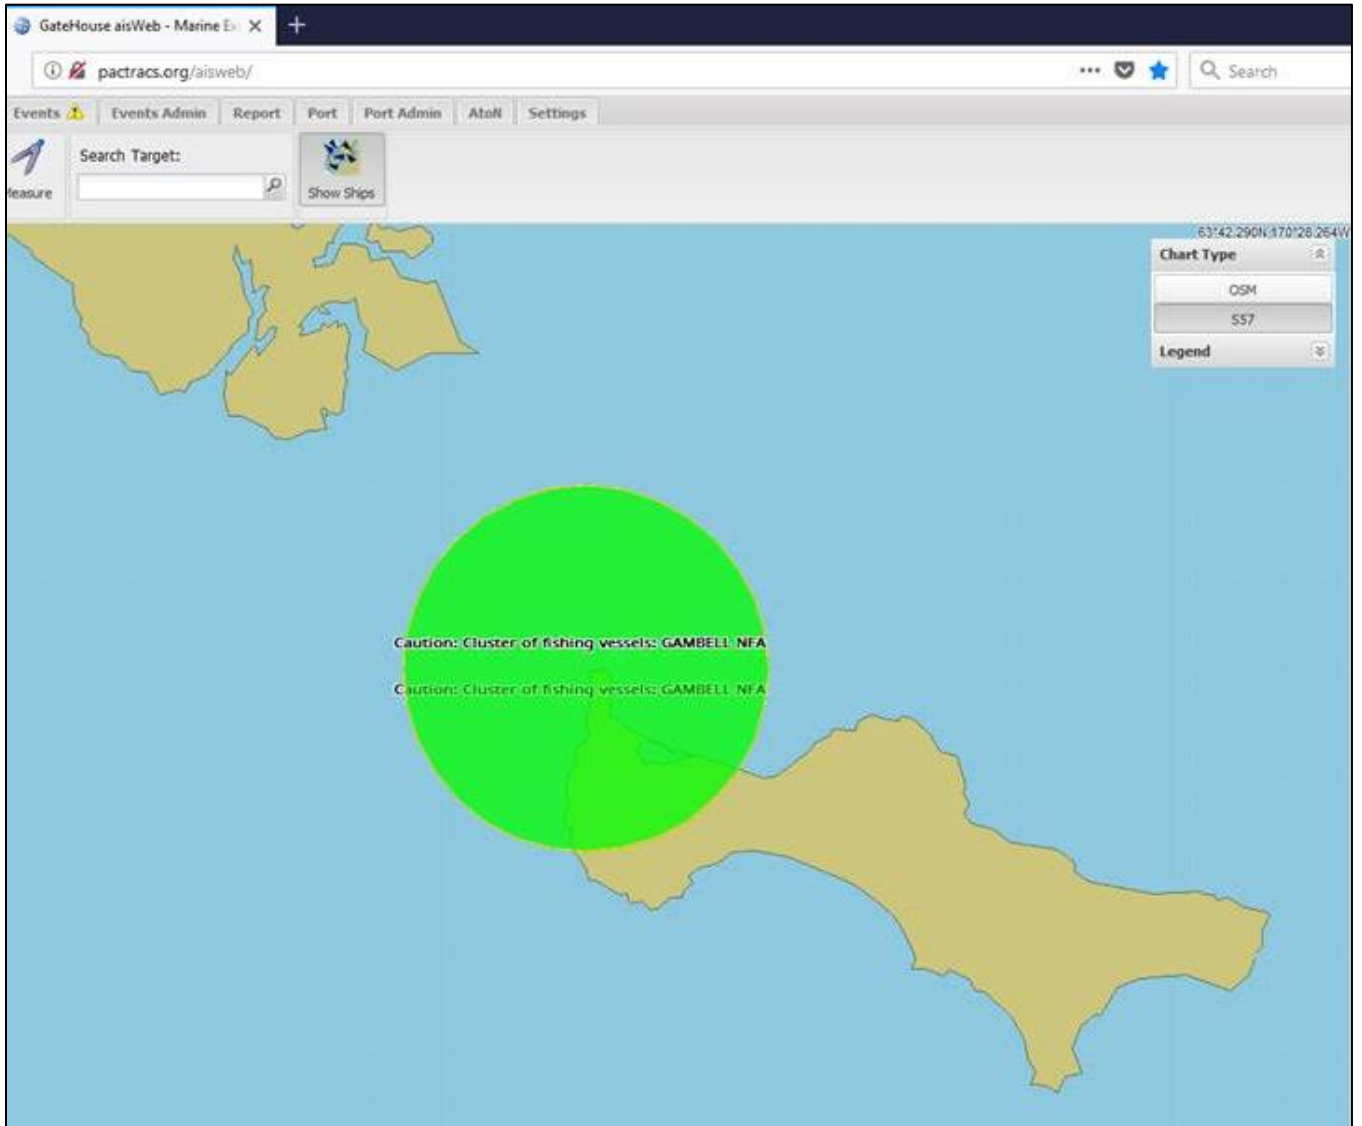 GateHouse aisWeb - Marine Ex
pactracs.org/aisweb/
Search
Events
Events Admin
Report
Port
Port Admin
AtoN
Settings
Measure
Search Target:
Show Ships
63°42.290N;170°28.264W
Chart Type
OSM
S57
Legend
Caution: Cluster of fishing vessels: GAMBELL NFA
Caution: Cluster of fishing vessels: GAMBELL NFA